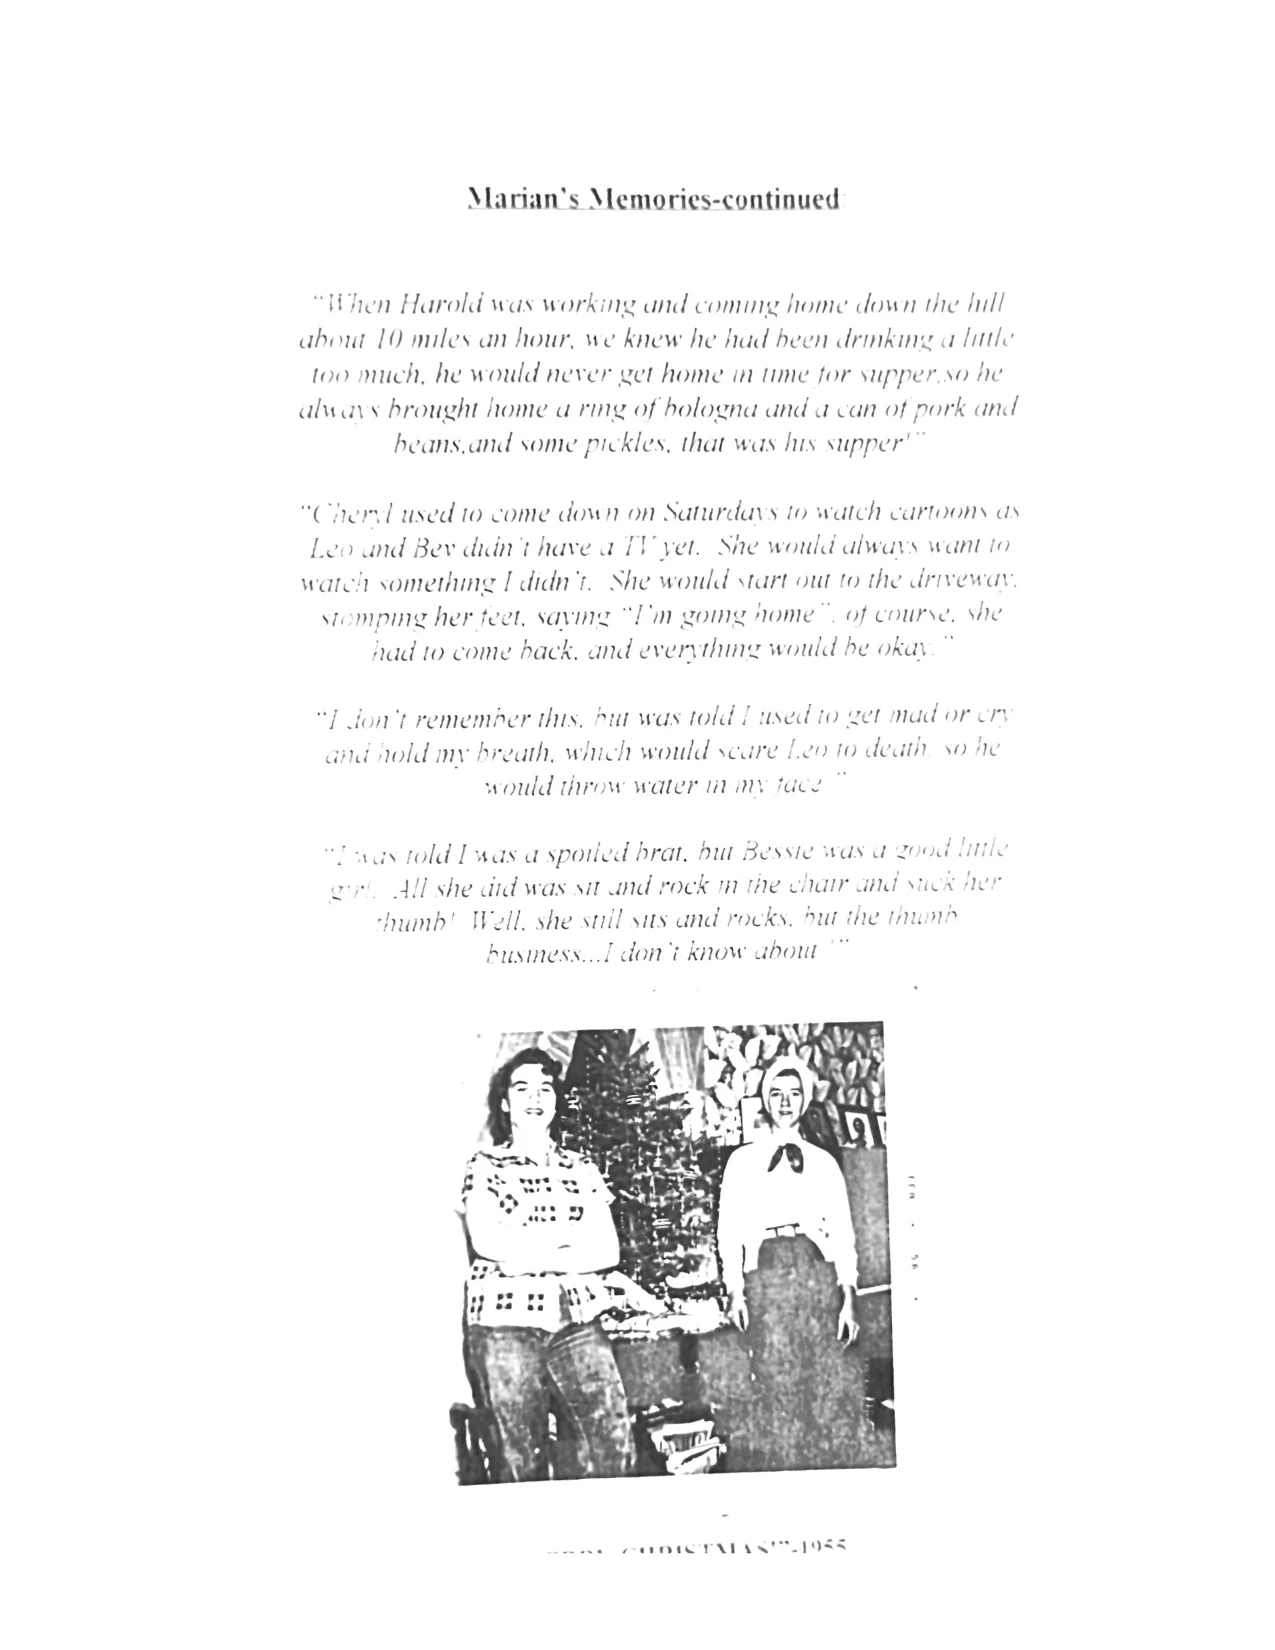 Marian's Memories-continued
"When Harold was working and coming home down the hill
about 10 miles an hour, we knew he had been drinking a little
too much, he would never get home in time for supper,so he
always brought home a ring of bologna and a can of pork and
beans,and some pickles, that was his supper!"
"Cheryl used to come down on Saturdays to watch cartoons as
Leo and Bev didn't have a TV yet. She would always want to
watch something I didn't. She would start out to the driveway,
stomping her feet, saying "I'm going home", of course, she
had to come back, and everything would be okay."
"I don't remember this, but was told I used to get mad or cry
and hold my breath, which would scare Leo to death, so he
would throw water in my face."
"I was told I was a spoiled brat, but Bessie was a good little
girl. All she did was sit and rock in the chair and suck her
thumb! Well, she still sits and rocks, but the thumb
business...I don't know about!"
FEB · 56 ·
CHRISTMAS!"-1955